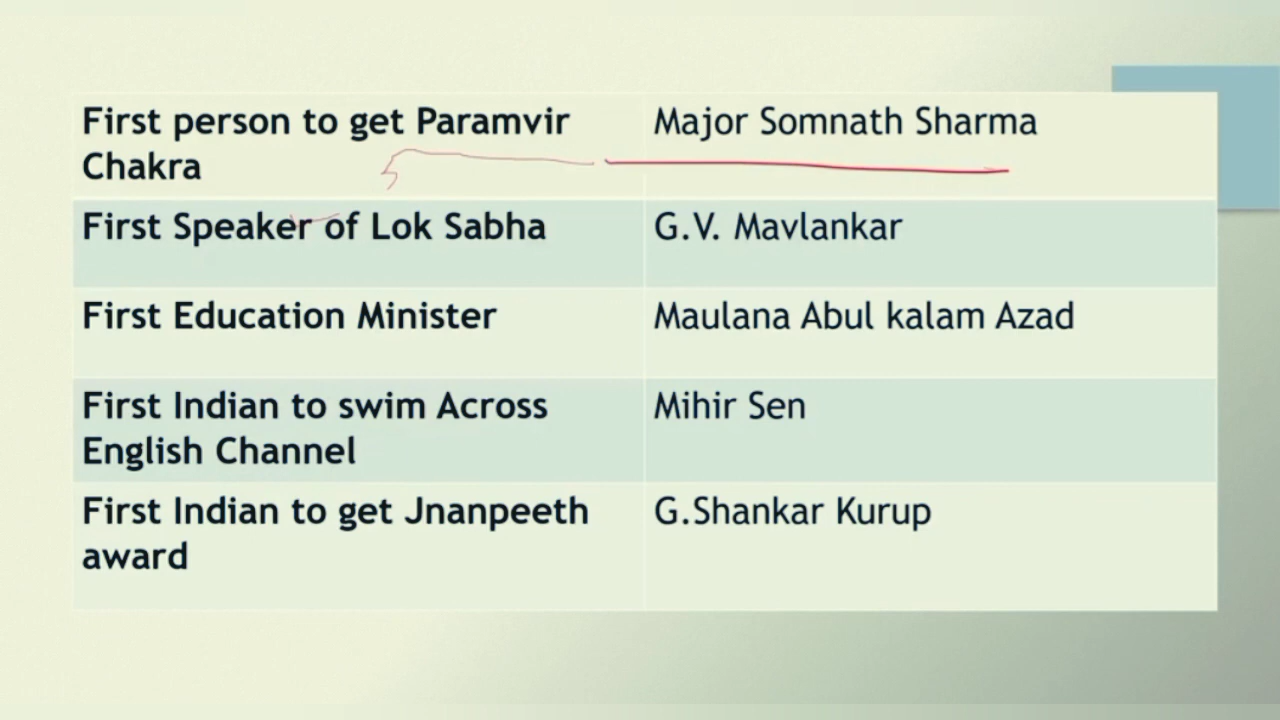 First person to get Paramvir Major Somnath Sharma
Chakra
First Speaker of Lok Sabha G.V. Mavlankar
First Education Minister Maulana Abul kalam Azad
First Indian to swim Across Mihir Sen
English Channel
First Indian to get Jnanpeeth G.Shankar Kurup
award